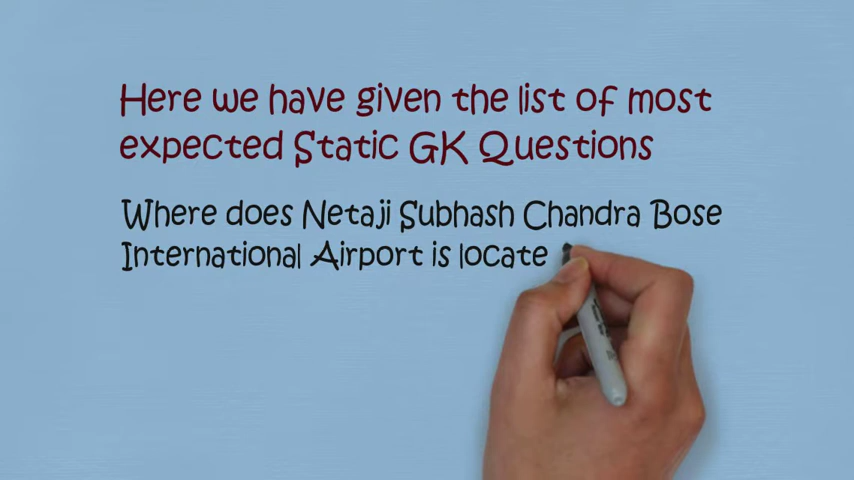 Here we have given the list of most
expected Static GK Questions
Where does Netaji Subhash Chandra Bose
International Airport is locate